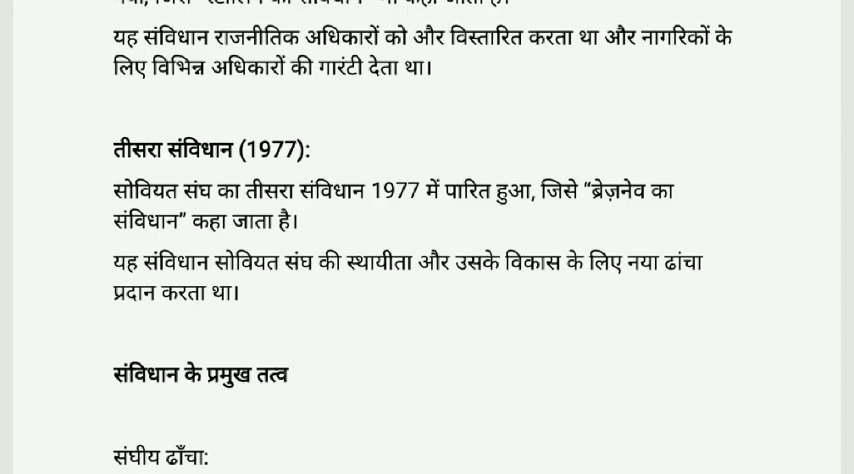 यह संविधान राजनीतिक अधिकारों को और विस्तारित करता था और नागरिकों के
लिए विभिन्न अधिकारों की गारंटी देता था।
तीसरा संविधान (1977):
सोवियत संघ का तीसरा संविधान 1977 में पारित हुआ, जिसे “ब्रेज़नेव का
संविधान” कहा जाता है।
यह संविधान सोवियत संघ की स्थायीता और उसके विकास के लिए नया ढांचा
प्रदान करता था।
संविधान के प्रमुख तत्व
संघीय ढाँचा: